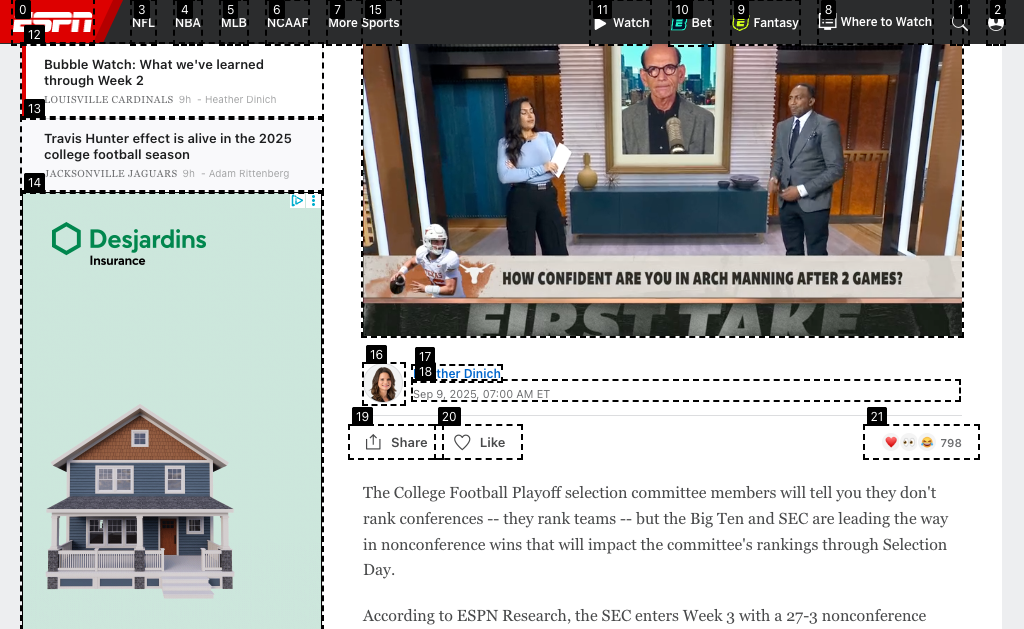 0
ESPN
3
NFL
4
NBA
5
MLB
6
NCAAF
7
More Sports
15
11
Watch
10
Bet
9
Fantasy
8
Where to Watch
1
2
12
Bubble Watch: What we've learned
through Week 2
LOUISVILLE CARDINALS 9h - Heather Dinich
13
Travis Hunter effect is alive in the 2025
college football season
JACKSONVILLE JAGUARS 9h - Adam Rittenberg
14
Desjardins
Insurance
TEXAS
HOW CONFIDENT ARE YOU IN ARCH MANNING AFTER 2 GAMES?
FIRST TAKE
16
17
18
ther Dinich
Sep 9, 2025, 07:00 AM ET
19
Share
20
Like
21
798
The College Football Playoff selection committee members will tell you they don't
rank conferences -- they rank teams -- but the Big Ten and SEC are leading the way
in nonconference wins that will impact the committee's rankings through Selection
Day.
According to ESPN Research, the SEC enters Week 3 with a 27-3 nonconference